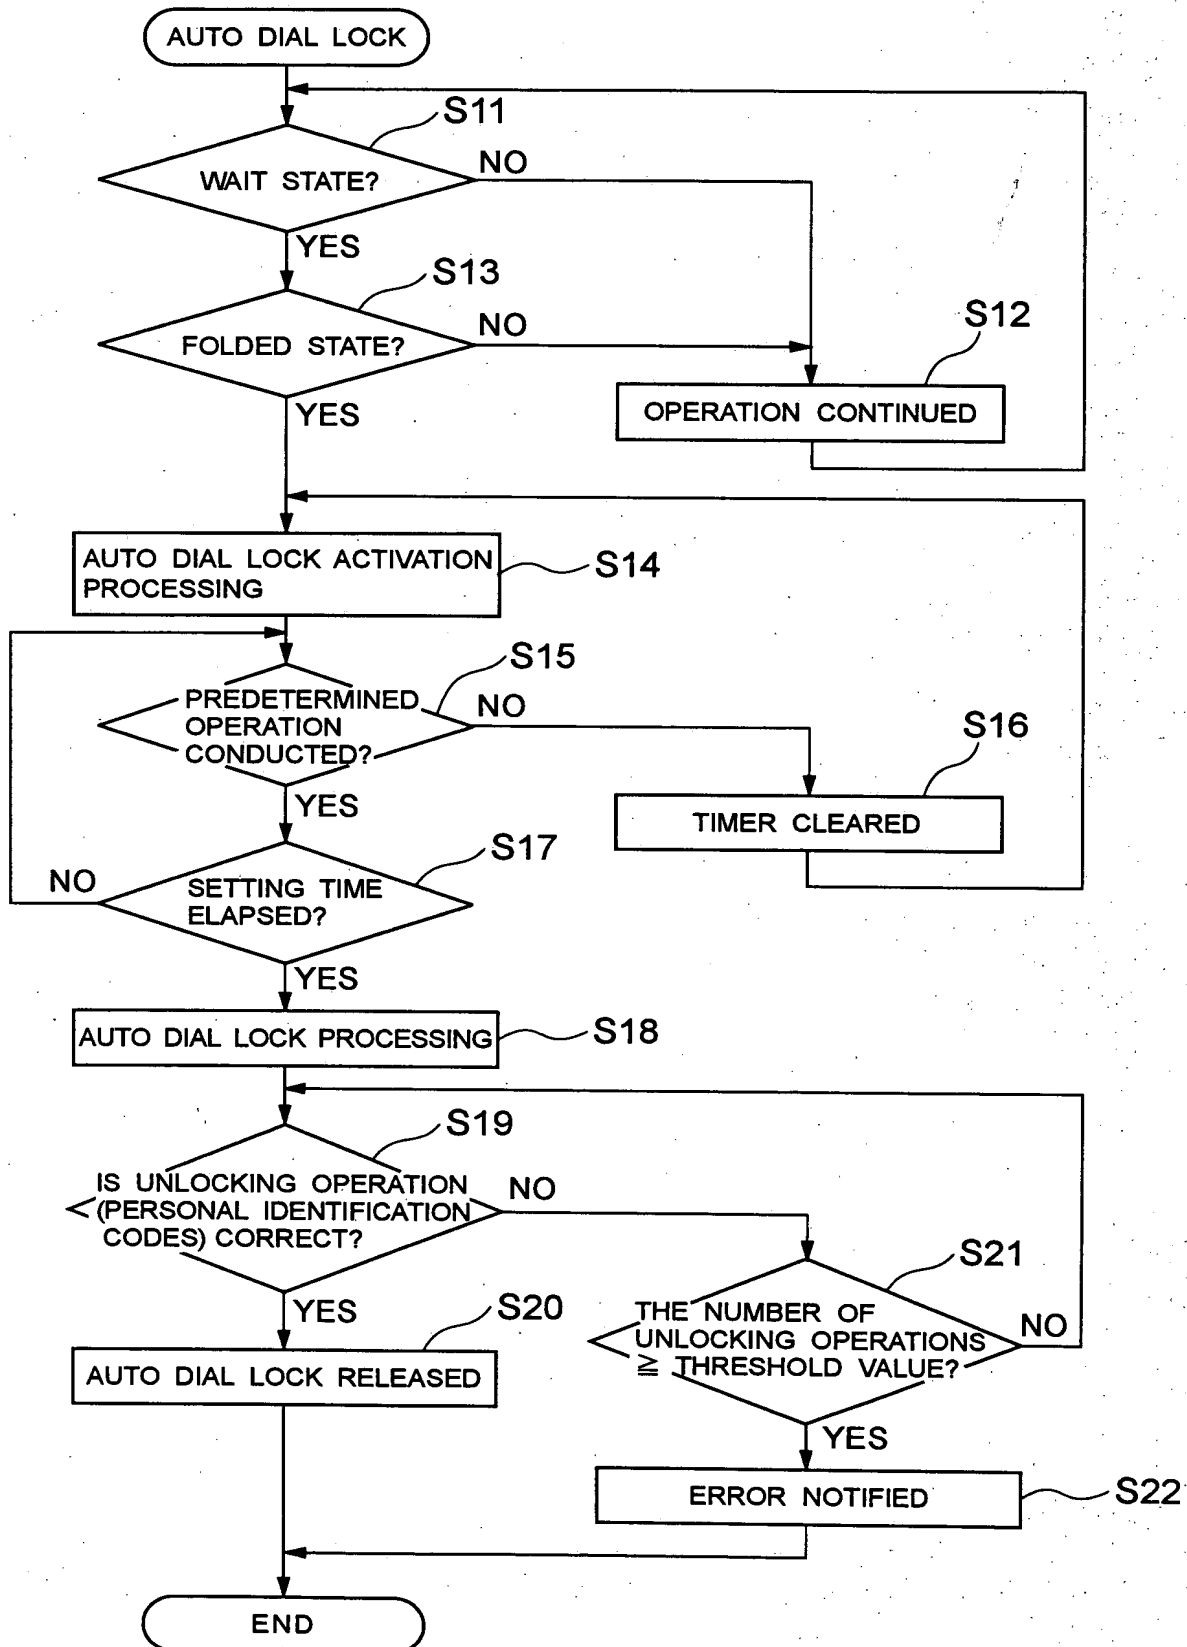 AUTO DIAL LOCK
S11
WAIT STATE?
NO
YES
S13
FOLDED STATE?
NO
YES
S12
OPERATION CONTINUED
AUTO DIAL LOCK ACTIVATION
PROCESSING
S14
S15
PREDETERMINED
OPERATION
CONDUCTED?
NO
YES
S16
TIMER CLEARED
S17
SETTING TIME
ELAPSED?
NO
YES
AUTO DIAL LOCK PROCESSING
S18
S19
IS UNLOCKING OPERATION
(PERSONAL IDENTIFICATION
CODES) CORRECT?
NO
YES
S20
AUTO DIAL LOCK RELEASED
S21
THE NUMBER OF
UNLOCKING OPERATIONS
≧ THRESHOLD VALUE?
NO
YES
ERROR NOTIFIED
S22
END